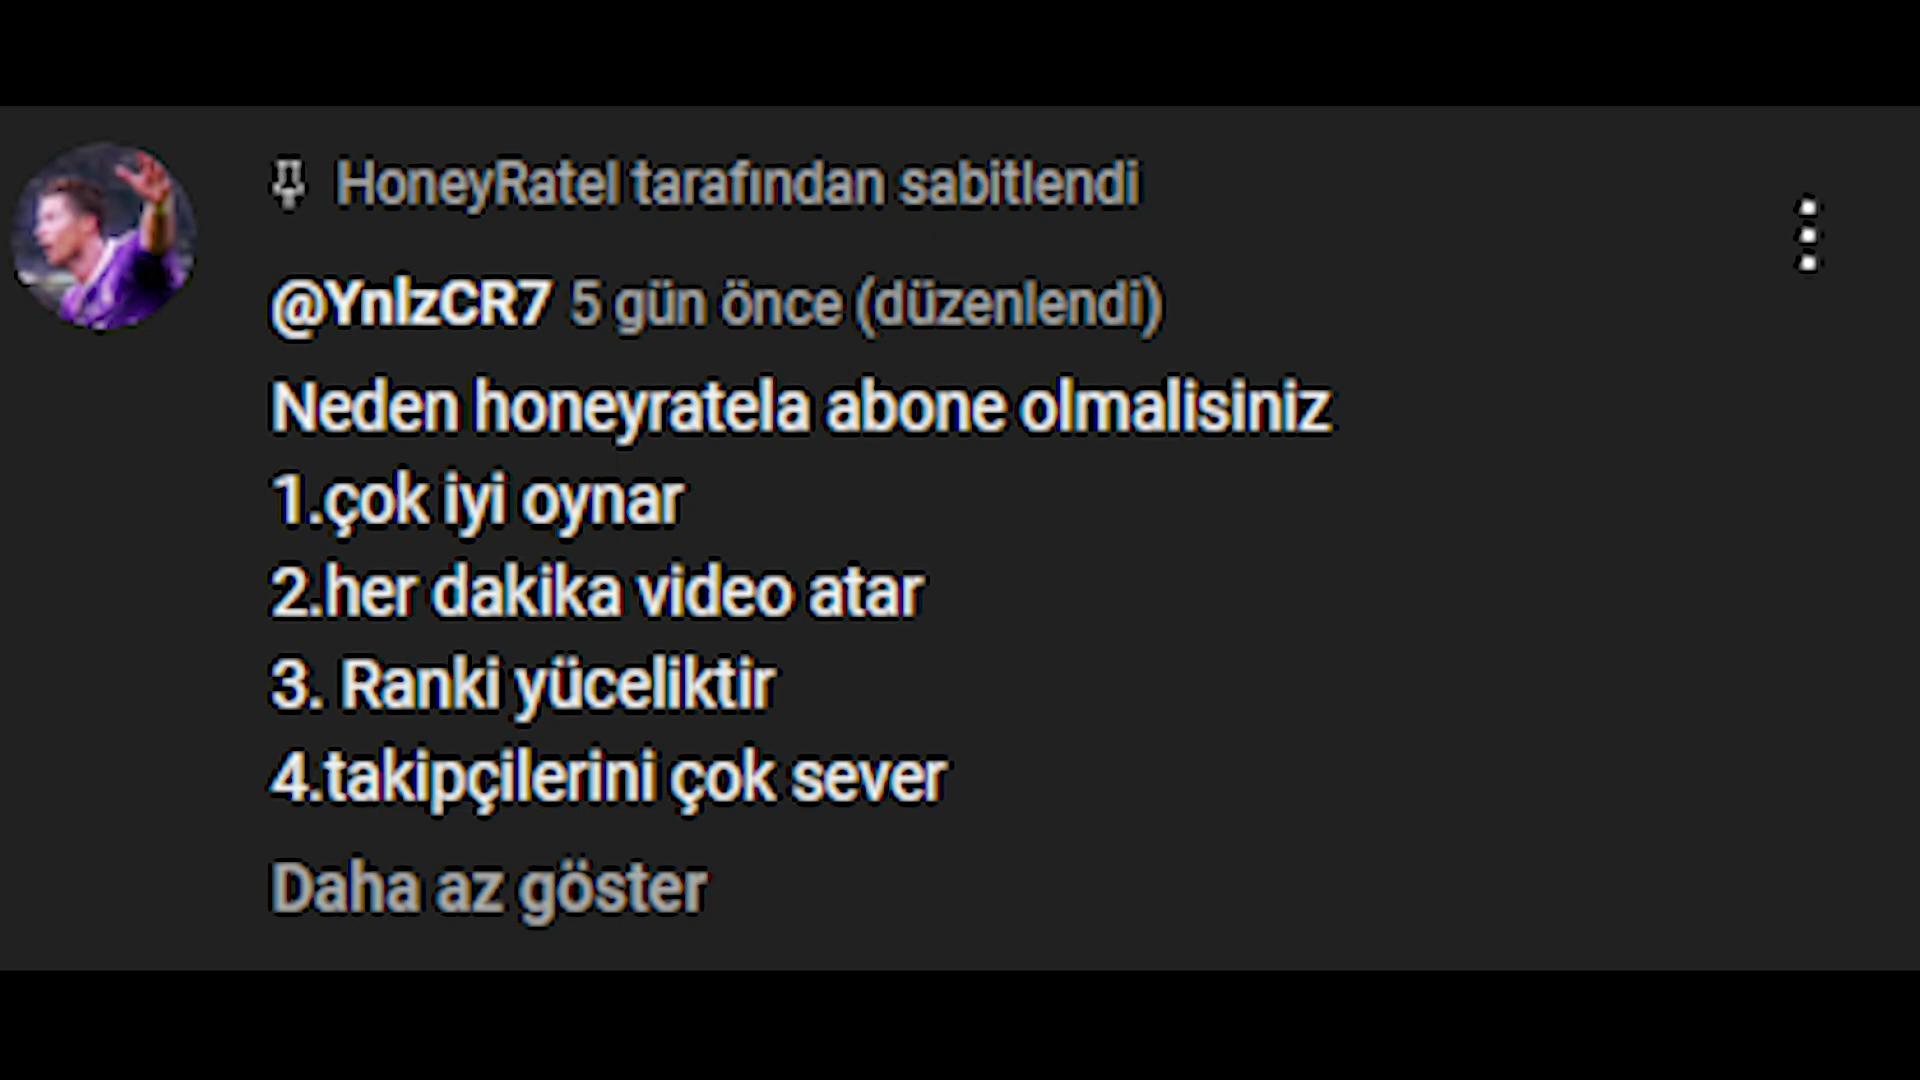 HoneyRatel tarafından sabitlendi
@YnlzCR7 5 gün önce (düzenlendi)
Neden honeyratela abone olmalisiniz
1.çok iyi oynar
2.her dakika video atar
3. Ranki yüceliktir
4.takipçilerini çok sever
Daha az göster